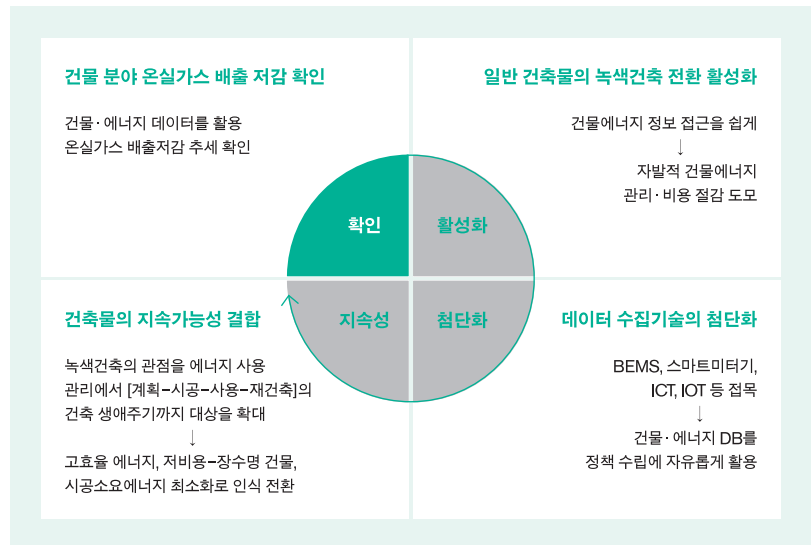 건물 분야 온실가스 배출 저감 확인
건물·에너지 데이터를 활용
온실가스 배출저감 추세 확인
일반 건축물의 녹색건축 전환 활성화
건물에너지 정보 접근을 쉽게
↓
자발적 건물에너지
관리·비용 절감 도모
확인
활성화
지속성
첨단화
건축물의 지속가능성 결합
녹색건축의 관점을 에너지 사용
관리에서 [계획-시공-사용-재건축]의
건축 생애주기까지 대상을 확대
↓
고효율 에너지, 저비용-장수명 건물,
시공소요에너지 최소화로 인식 전환
데이터 수집기술의 첨단화
BEMS, 스마트미터기,
ICT, IOT 등 접목
↓
건물·에너지 DB를
정책 수립에 자유롭게 활용